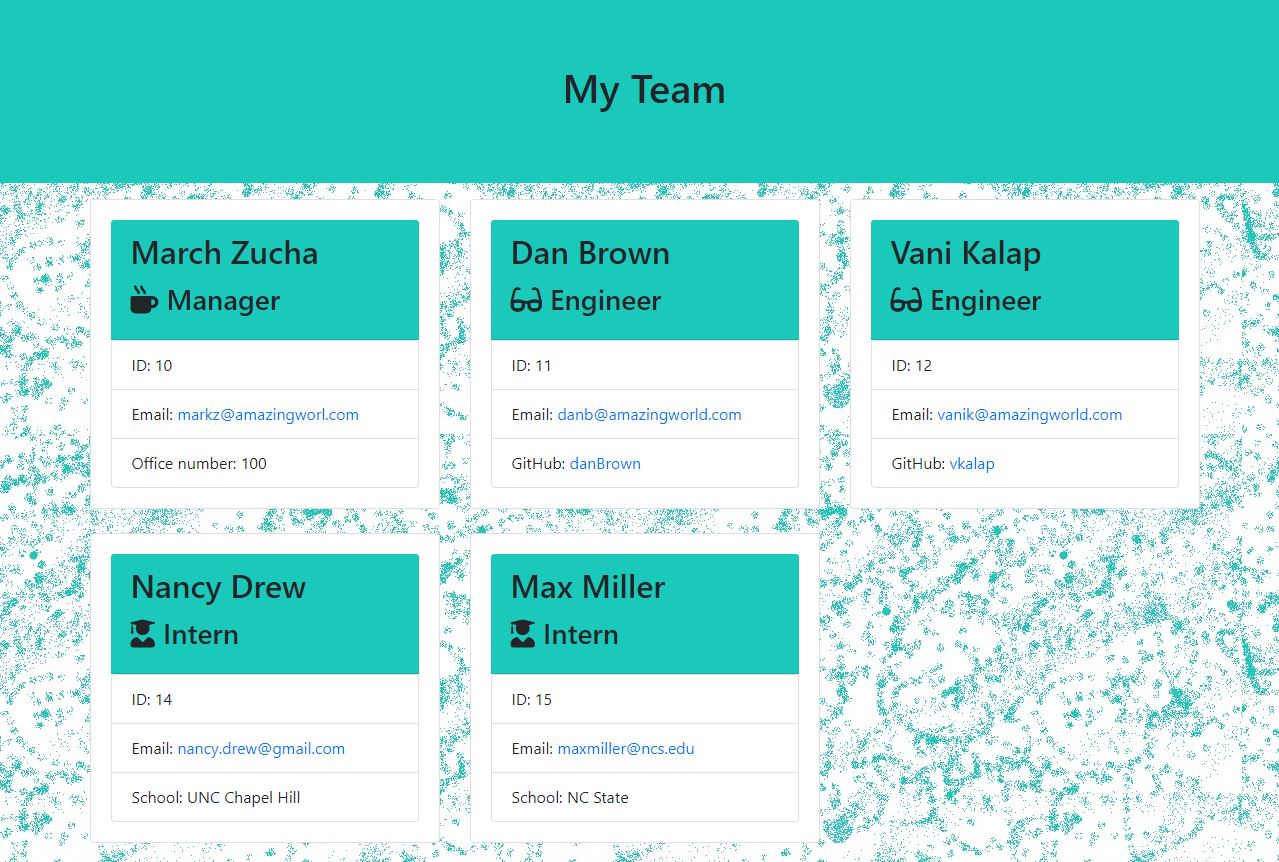 My Team
March Zucha
Manager
ID: 10
Email: markz@amazingworl.com
Office number: 100
Dan Brown
Engineer
ID: 11
Email: danb@amazingworld.com
GitHub: danBrown
Vani Kalap
Engineer
ID: 12
Email: vanik@amazingworld.com
GitHub: vkalap
Nancy Drew
Intern
ID: 14
Email: nancy.drew@gmail.com
School: UNC Chapel Hill
Max Miller
Intern
ID: 15
Email: maxmiller@ncs.edu
School: NC State